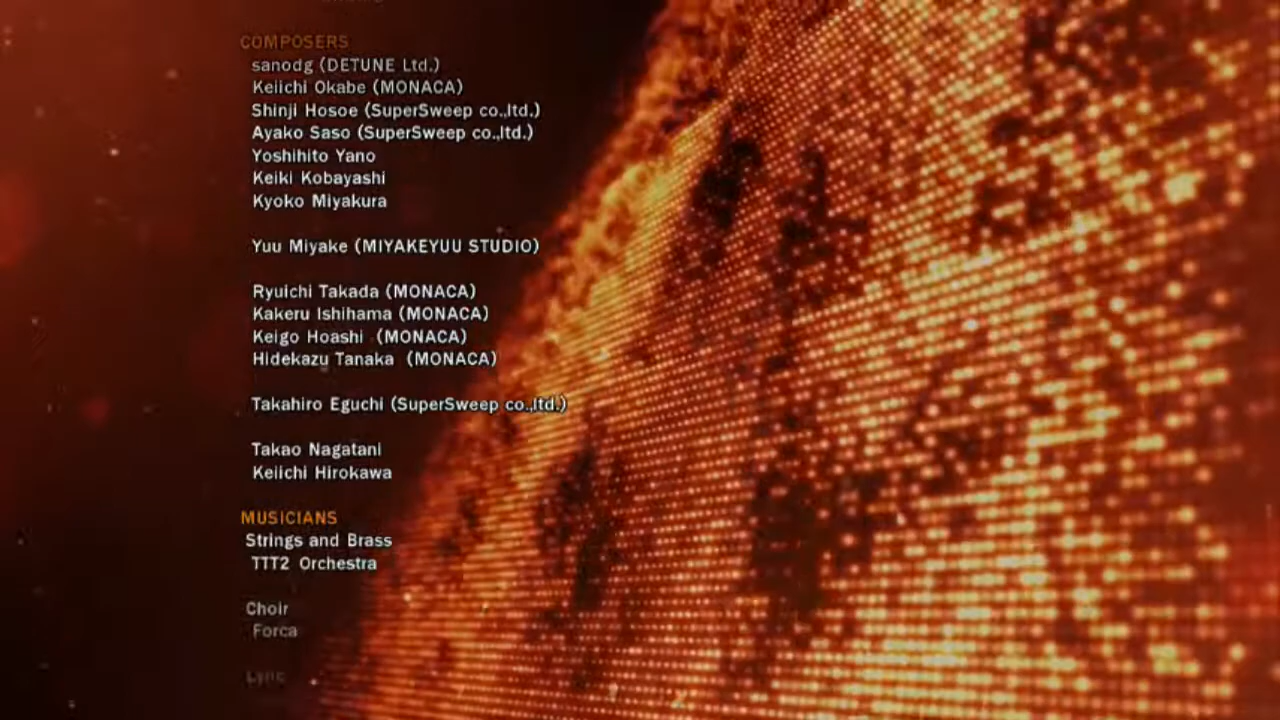 COMPOSERS
sanodg (DETUNE Ltd.)
Keiichi Okabe (MONACA)
Shinji Hosoe (SuperSweep co.,ltd.)
Ayako Saso (SuperSweep co.,ltd.)
Yoshihito Yano
Keiki Kobayashi
Kyoko Miyakura
Yuu Miyake (MIYAKEYUU STUDIO)
Ryuichi Takada (MONACA)
Kakeru Ishihama (MONACA)
Keigo Hoashi (MONACA)
Hidekazu Tanaka (MONACA)
Takahiro Eguchi (SuperSweep co.,ltd.)
Takao Nagatani
Keiichi Hirokawa
MUSICIANS
Strings and Brass
TTT2 Orchestra
Choir
Forca